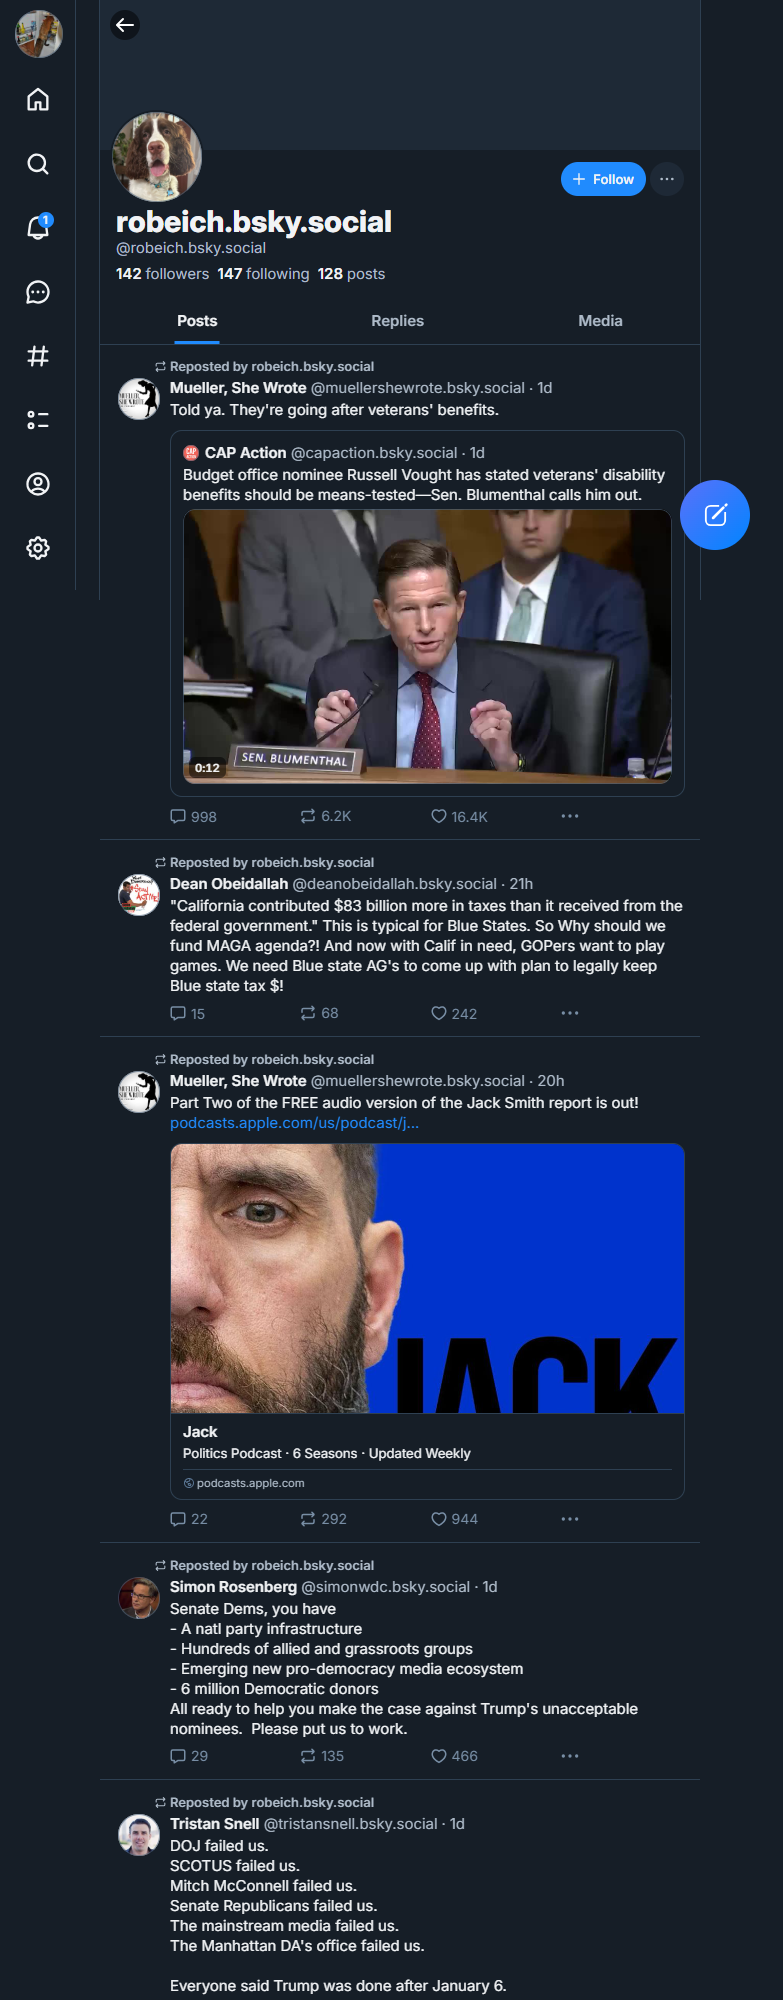 1
+ Follow
robeich.bsky.social
@robeich.bsky.social
142 followers 147 following 128 posts
Posts Replies Media
Reposted by robeich.bsky.social
Mueller, She Wrote @muellershewrote.bsky.social · 1d
Told ya. They're going after veterans' benefits.
CAP Action @capaction.bsky.social · 1d
Budget office nominee Russell Vought has stated veterans' disability
benefits should be means-tested—Sen. Blumenthal calls him out.
SEN. BLUMENTHAL
0:12
998 6.2K 16.4K
Reposted by robeich.bsky.social
Dean Obeidallah @deanobeidallah.bsky.social · 21h
"California contributed $83 billion more in taxes than it received from the
federal government." This is typical for Blue States. So Why should we
fund MAGA agenda?! And now with Calif in need, GOPers want to play
games. We need Blue state AG's to come up with plan to legally keep
Blue state tax $!
15 68 242
Reposted by robeich.bsky.social
Mueller, She Wrote @muellershewrote.bsky.social · 20h
Part Two of the FREE audio version of the Jack Smith report is out!
podcasts.apple.com/us/podcast/j...
JACK
Jack
Politics Podcast · 6 Seasons · Updated Weekly
podcasts.apple.com
22 292 944
Reposted by robeich.bsky.social
Simon Rosenberg @simonwdc.bsky.social · 1d
Senate Dems, you have
- A natl party infrastructure
- Hundreds of allied and grassroots groups
- Emerging new pro-democracy media ecosystem
- 6 million Democratic donors
All ready to help you make the case against Trump's unacceptable
nominees.  Please put us to work.
29 135 466
Reposted by robeich.bsky.social
Tristan Snell @tristansnell.bsky.social · 1d
DOJ failed us.
SCOTUS failed us.
Mitch McConnell failed us.
Senate Republicans failed us.
The mainstream media failed us.
The Manhattan DA's office failed us.
Everyone said Trump was done after January 6.